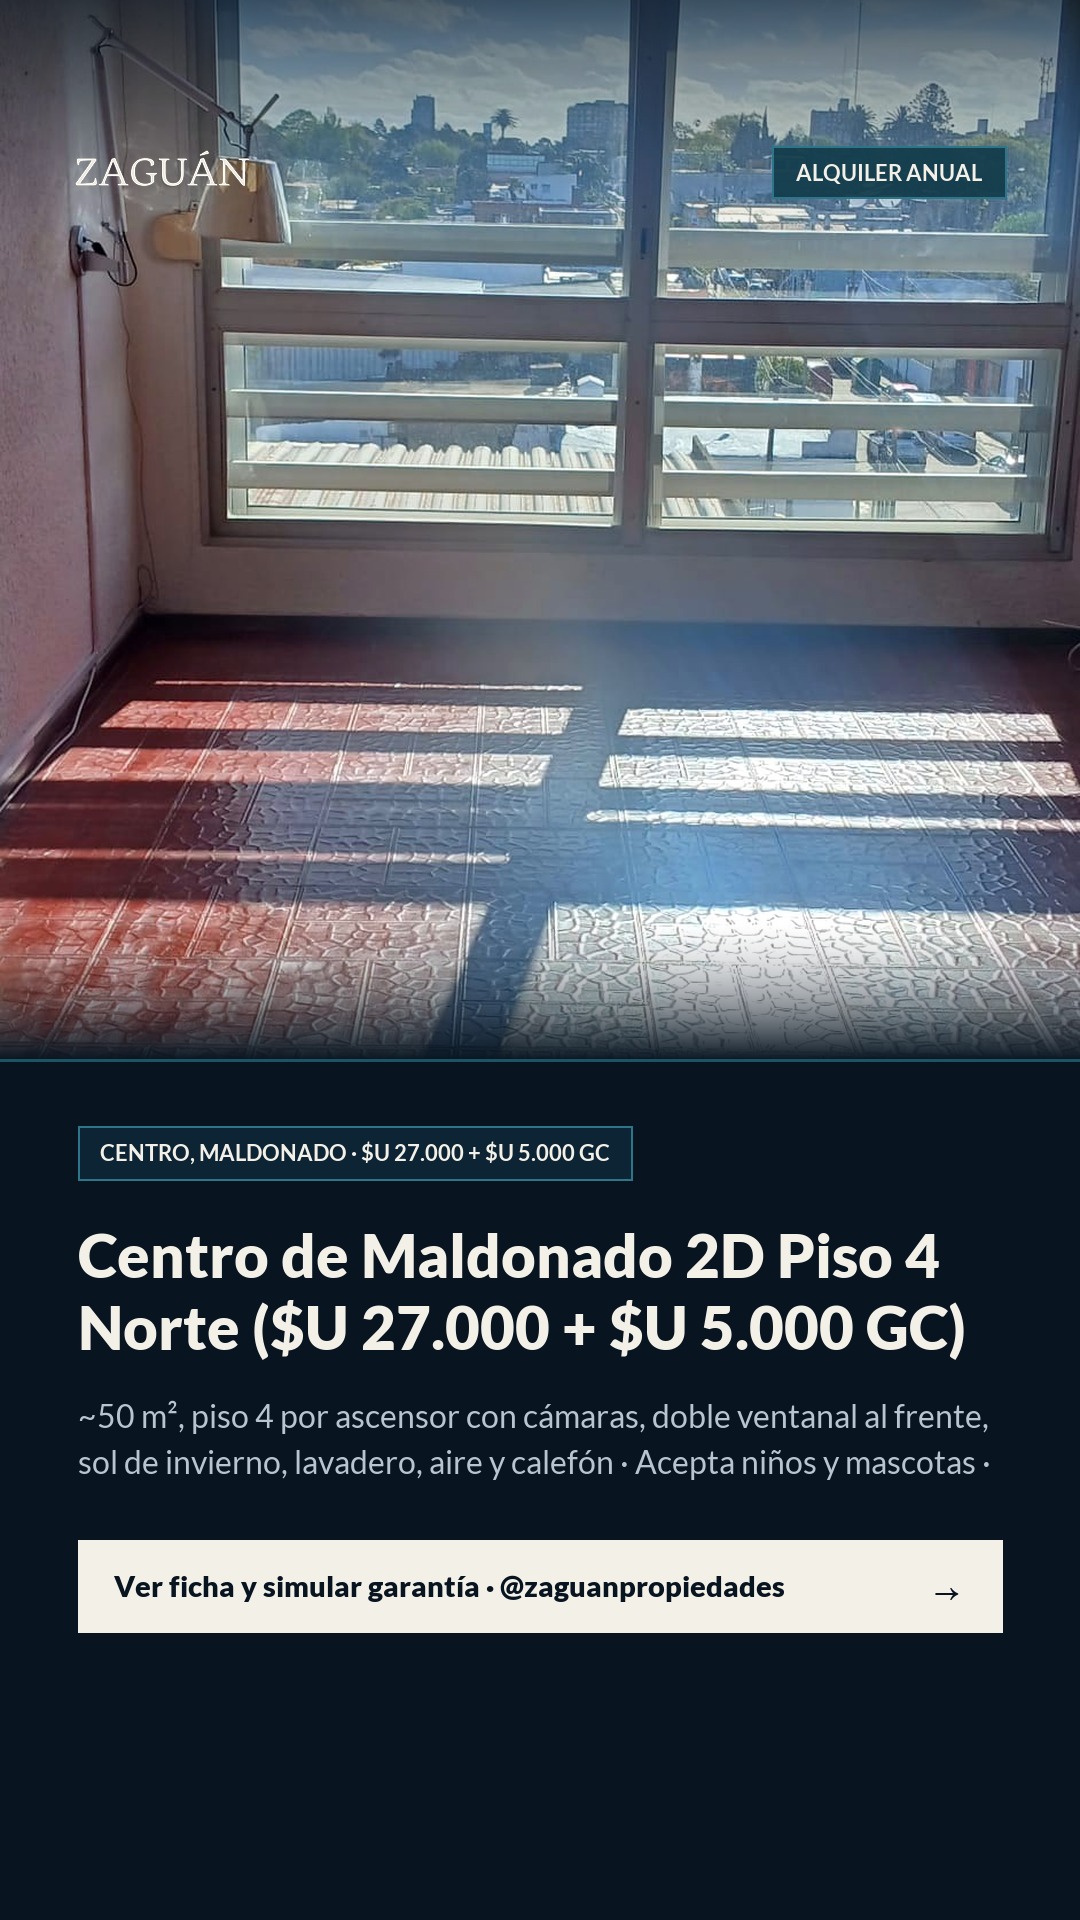 ZAGUÁN
ALQUILER ANUAL
CENTRO, MALDONADO · $U 27.000 + $U 5.000 GC
Centro de Maldonado 2D Piso 4
Norte ($U 27.000 + $U 5.000 GC)
~50 m², piso 4 por ascensor con cámaras, doble ventanal al frente,
sol de invierno, lavadero, aire y calefón · Acepta niños y mascotas ·
Ver ficha y simular garantía · @zaguanpropiedades →